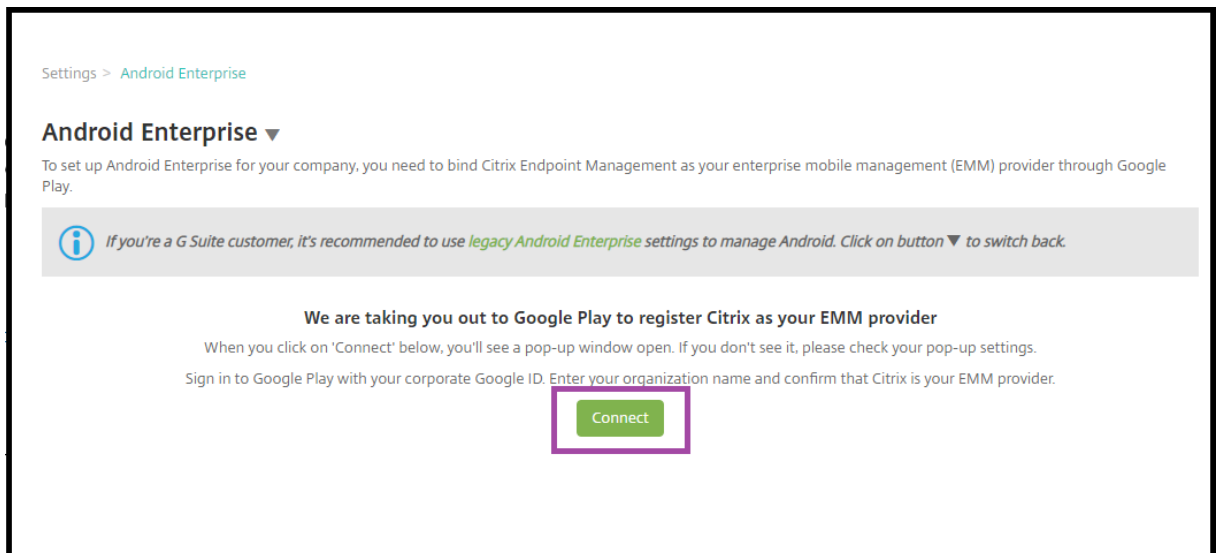 Settings > Android Enterprise
Android Enterprise ▼
To set up Android Enterprise for your company, you need to bind Citrix Endpoint Management as your enterprise mobile management (EMM) provider through Google
Play.
If you're a G Suite customer, it's recommended to use legacy Android Enterprise settings to manage Android. Click on button ▼ to switch back.
We are taking you out to Google Play to register Citrix as your EMM provider
When you click on 'Connect' below, you'll see a pop-up window open. If you don't see it, please check your pop-up settings.
Sign in to Google Play with your corporate Google ID. Enter your organization name and confirm that Citrix is your EMM provider.
Connect